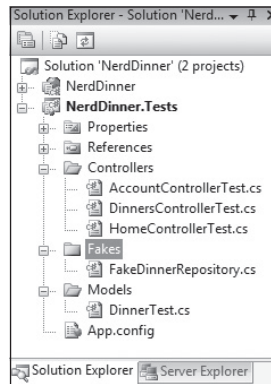 Solution Explorer - Solution 'Nerd...
Solution 'NerdDinner' (2 projects)
NerdDinner
NerdDinner.Tests
Properties
References
Controllers
AccountControllerTest.cs
DinnersControllerTest.cs
HomeControllerTest.cs
Fakes
FakeDinnerRepository.cs
Models
DinnerTest.cs
App.config
Solution Explorer Server Explorer